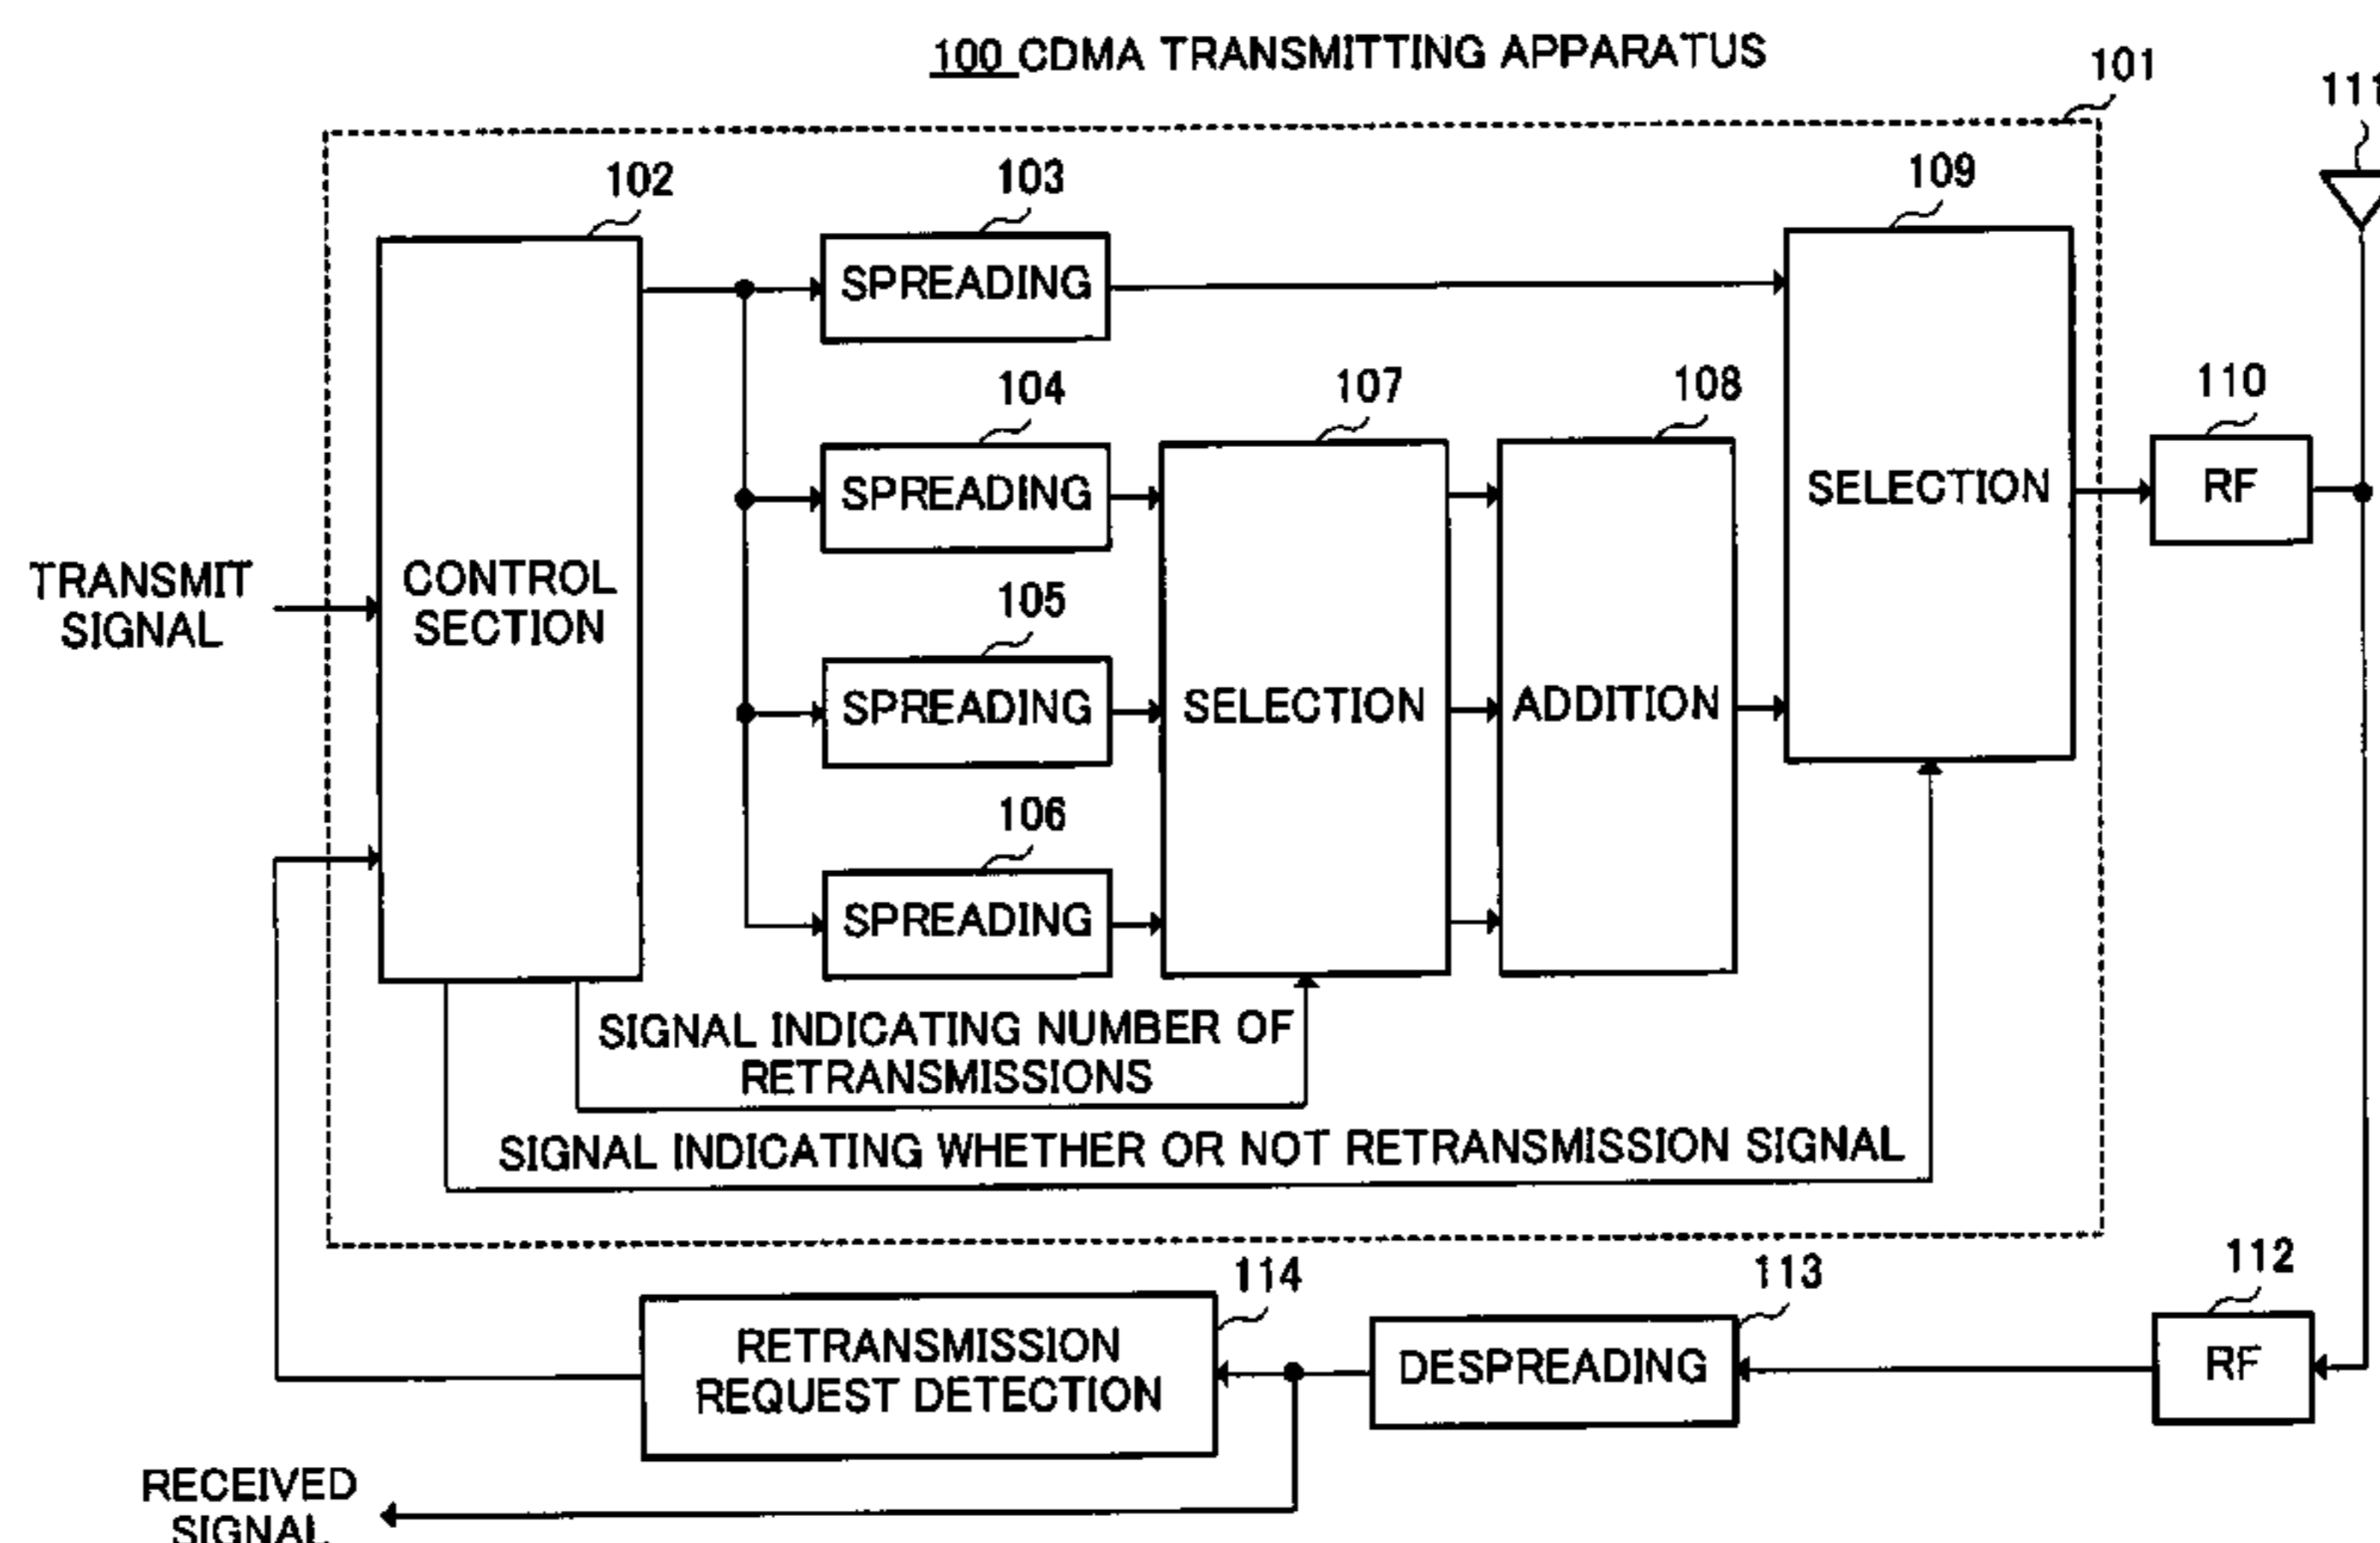 100 CDMA TRANSMITTING APPARATUS
101
111
102
103
109
SPREADING
104
107
108
110
SPREADING
SELECTION
RF
TRANSMIT
SIGNAL
CONTROL
SECTION
105
SPREADING
SELECTION
ADDITION
106
SPREADING
SIGNAL INDICATING NUMBER OF
RETRANSMISSIONS
SIGNAL INDICATING WHETHER OR NOT RETRANSMISSION SIGNAL
114
113
112
RETRANSMISSION
REQUEST DETECTION
DESPREADING
RF
RECEIVED
SIGNAL